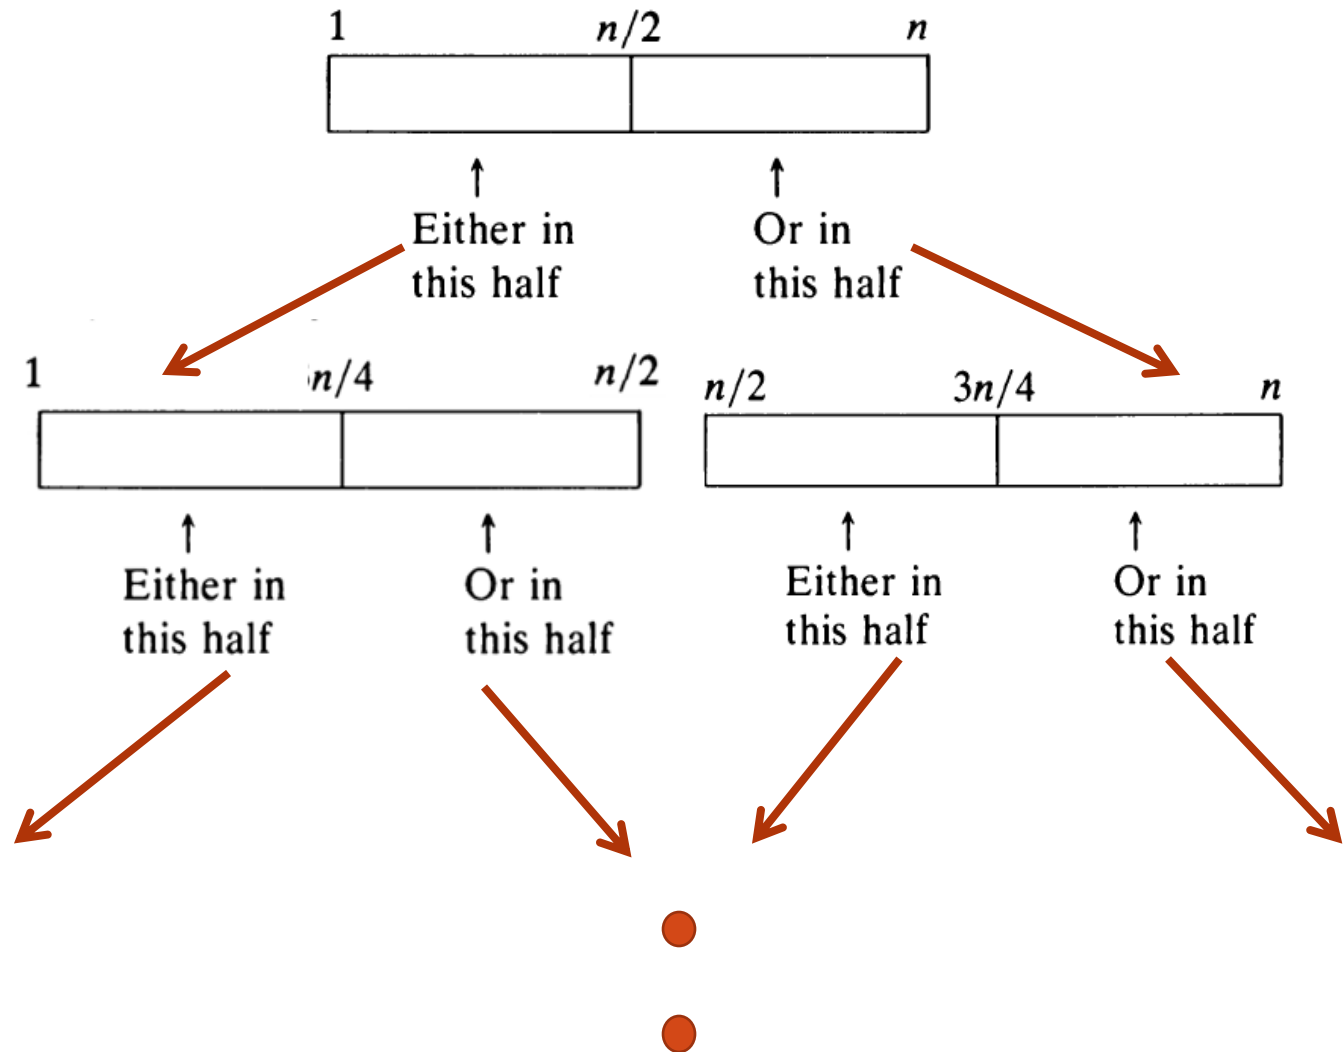 1 n/2 n
Either in
this half
Or in
this half
1 n/4 n/2
n/2 3n/4 n
Either in
this half
Or in
this half
Either in
this half
Or in
this half